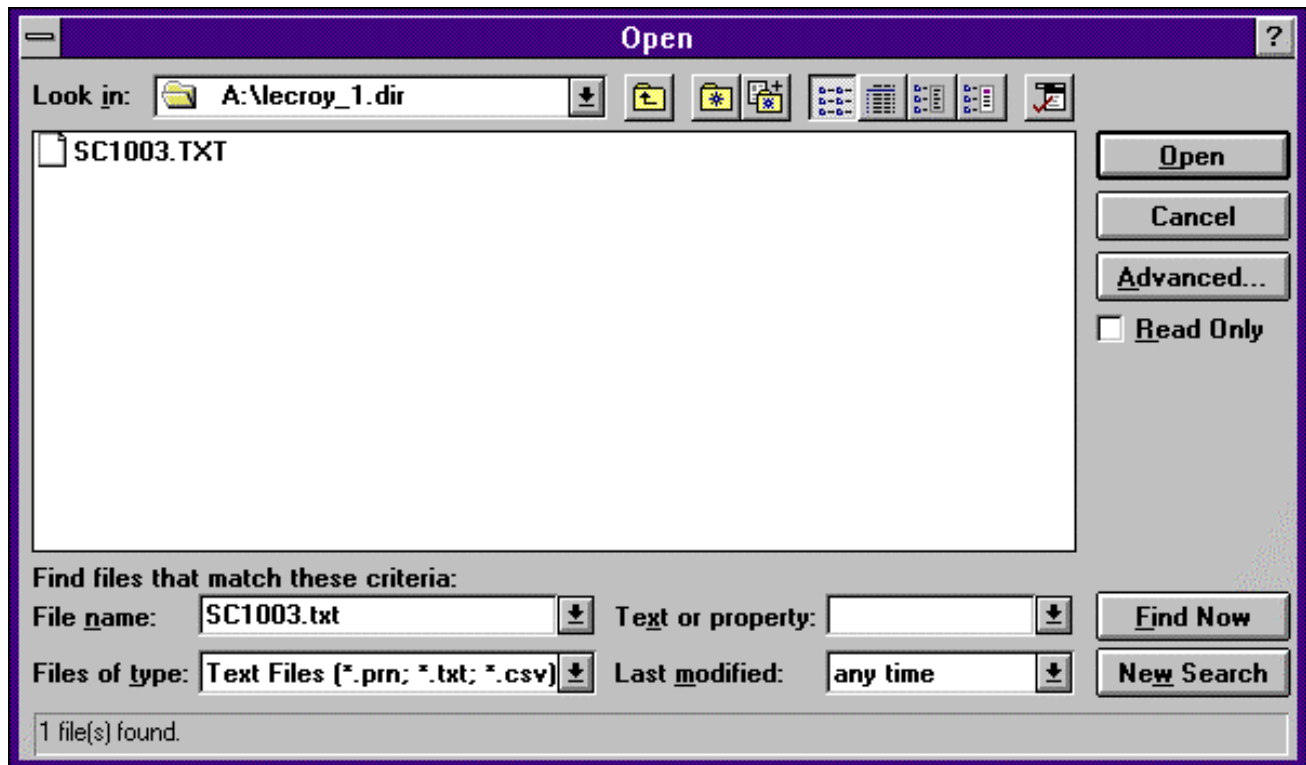 Open ?
Look in: A:\lecroy_1.dir
SC1003.TXT
Open
Cancel
Advanced...
Read Only
Find files that match these criteria:
File name: SC1003.txt Text or property: Find Now
Files of type: Text Files (*.prn; *.txt; *.csv) Last modified: any time New Search
1 file(s) found.